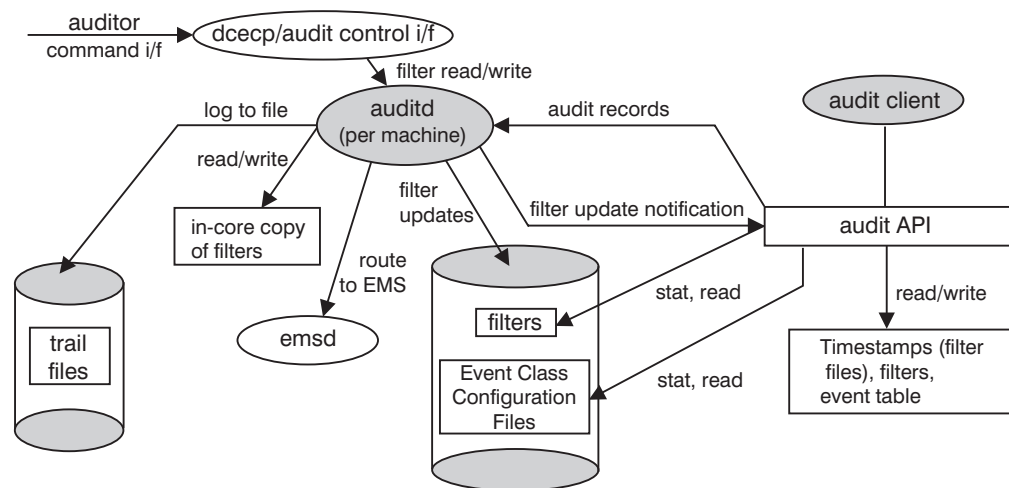 auditor
command i/f
dcecp/audit control i/f
filter read/write
auditd
(per machine)
log to file
audit records
audit client
read/write
filter
updates
filter update notification
in-core copy
of filters
audit API
route
to EMS
stat, read
read/write
emsd
filters
trail
files
Event Class
Configuration
Files
stat, read
Timestamps (filter
files), filters,
event table